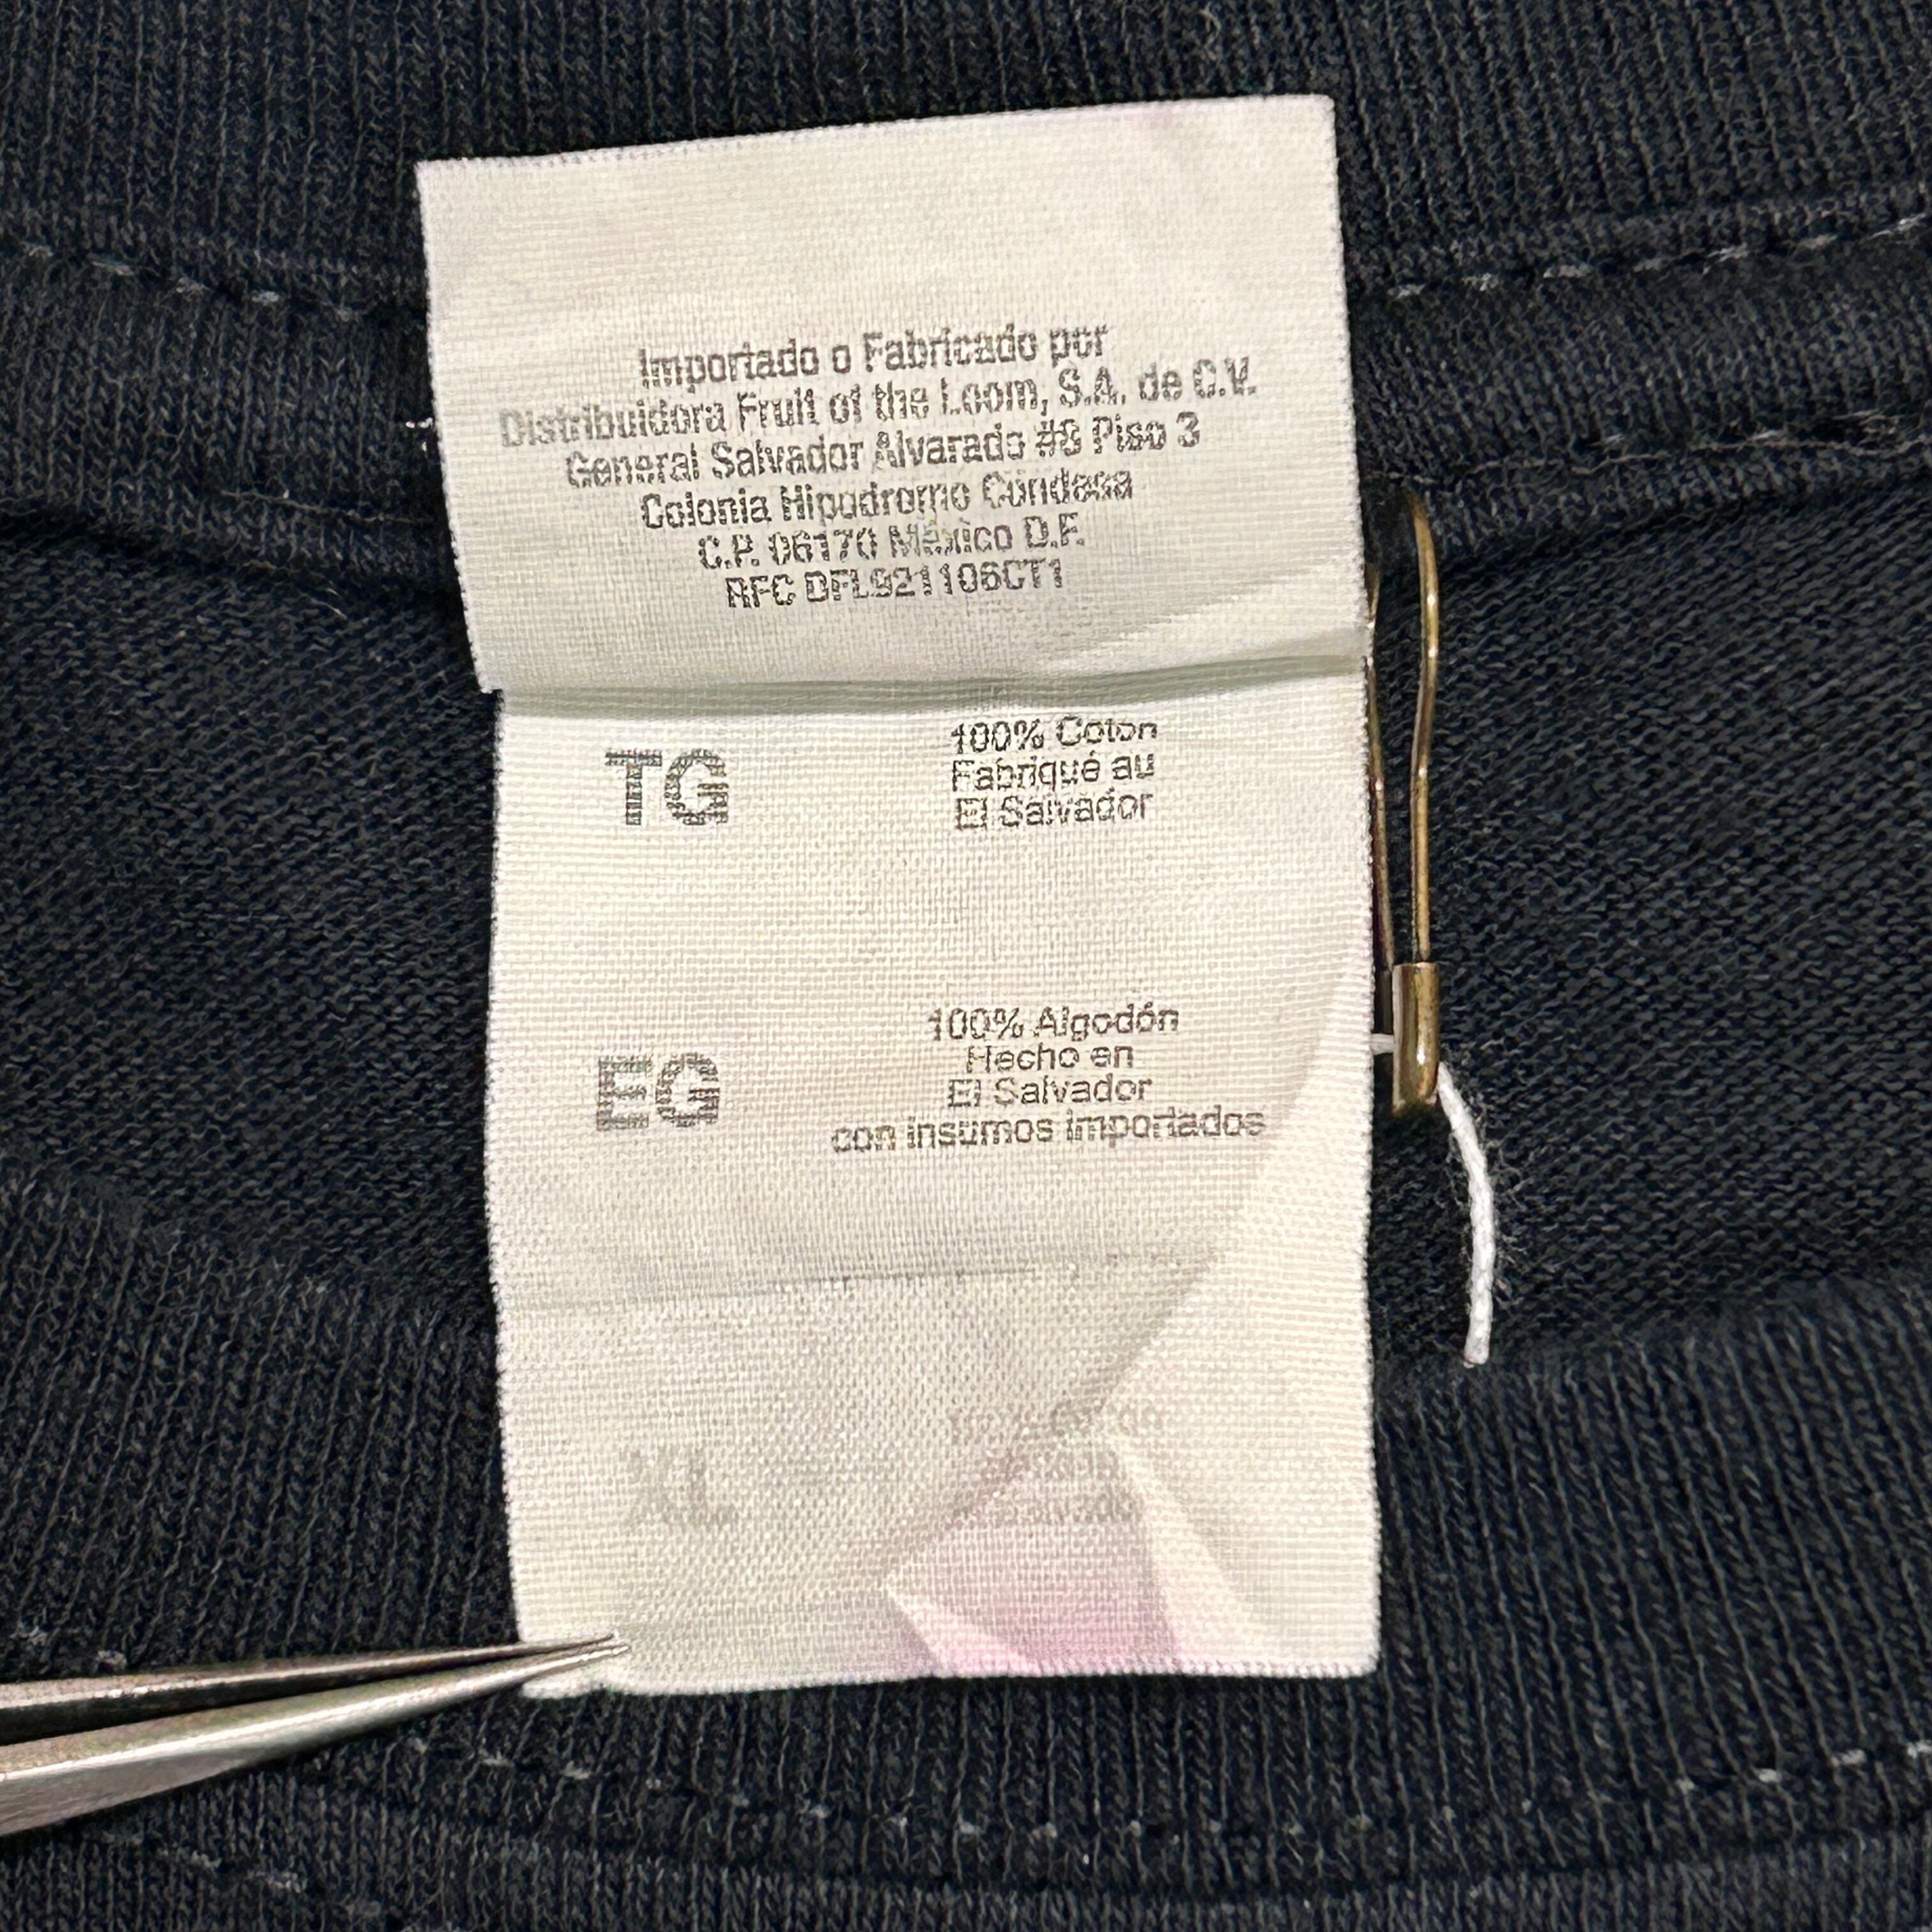 Importado o Fabricado por
Distribuidora Fruit of the Loom, S.A. de C.V.
General Salvador Alvarado #8 Piso 3
Colonia Hipodromo Condesa
C.P. 06170 México D.F.
RFC DFL921106CT1
TG
100% Coton
Fabriqué au
El Salvador
EG
100% Algodón
Hecho en
El Salvador
con insumos importados
XL